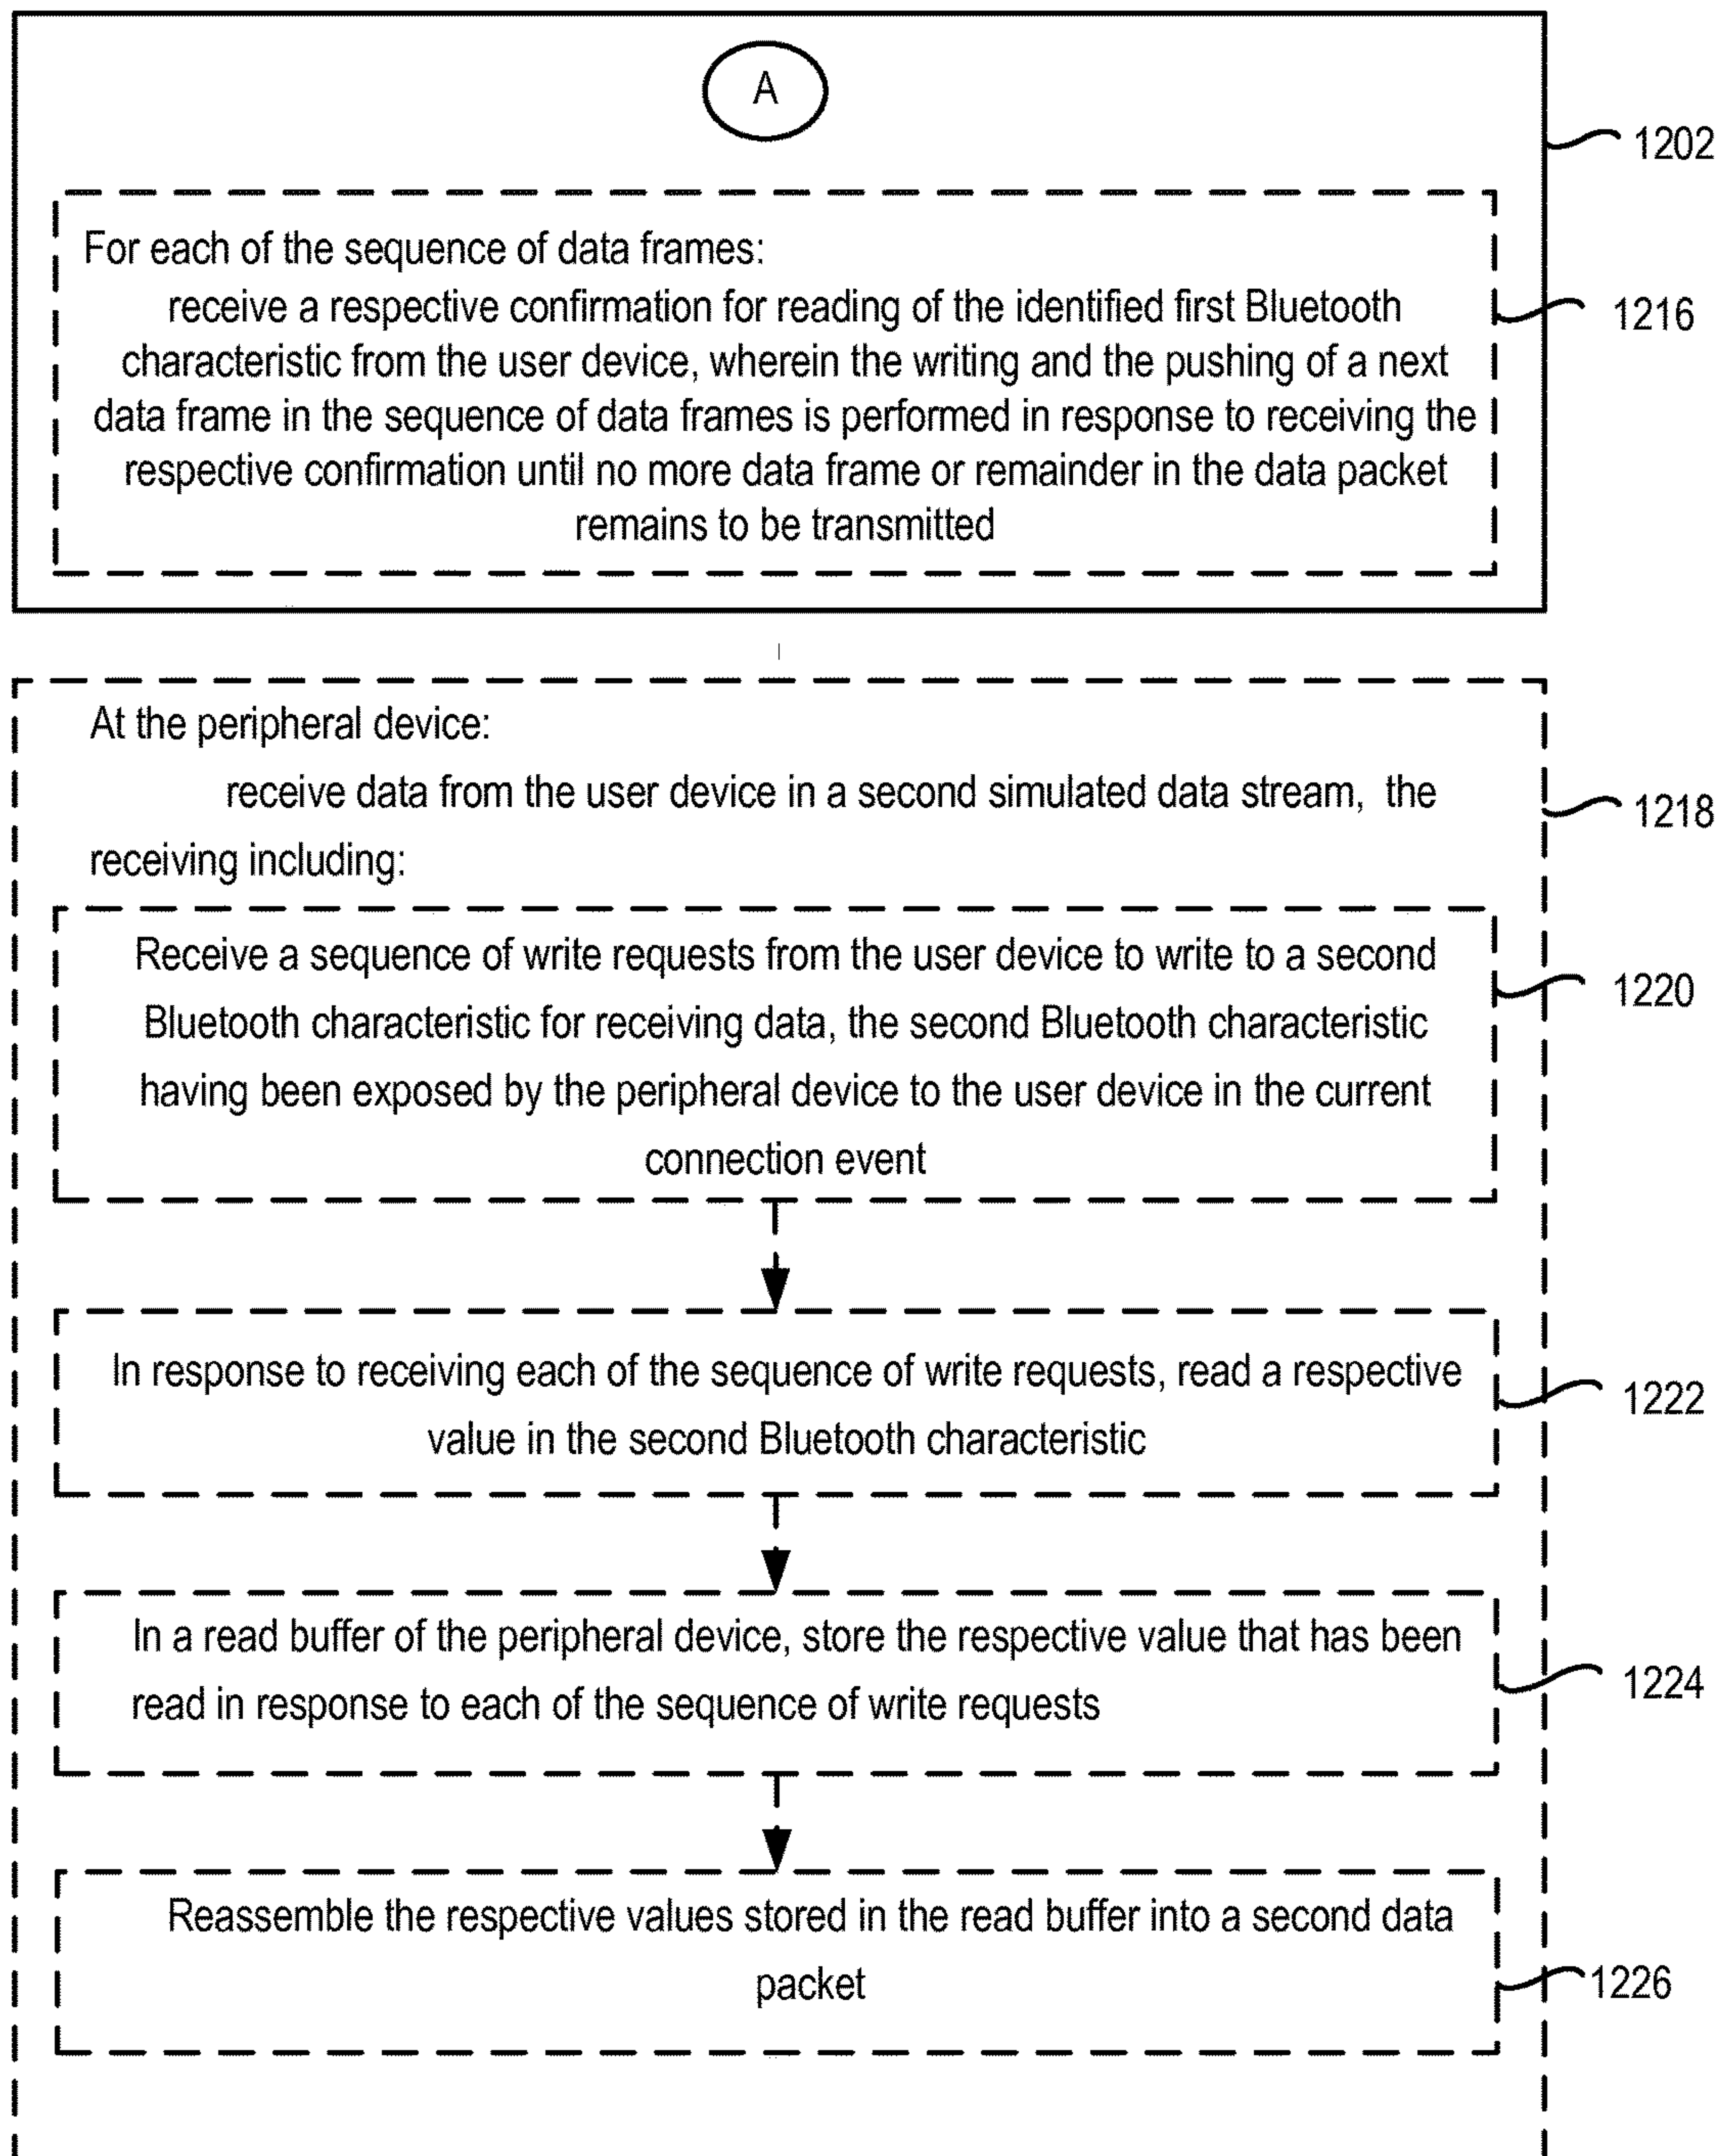 A
1202
For each of the sequence of data frames:
receive a respective confirmation for reading of the identified first Bluetooth
characteristic from the user device, wherein the writing and the pushing of a next
data frame in the sequence of data frames is performed in response to receiving the
respective confirmation until no more data frame or remainder in the data packet
remains to be transmitted
1216
At the peripheral device:
receive data from the user device in a second simulated data stream, the
receiving including:
1218
Receive a sequence of write requests from the user device to write to a second
Bluetooth characteristic for receiving data, the second Bluetooth characteristic
having been exposed by the peripheral device to the user device in the current
connection event
1220
In response to receiving each of the sequence of write requests, read a respective
value in the second Bluetooth characteristic
1222
In a read buffer of the peripheral device, store the respective value that has been
read in response to each of the sequence of write requests
1224
Reassemble the respective values stored in the read buffer into a second data
packet
1226